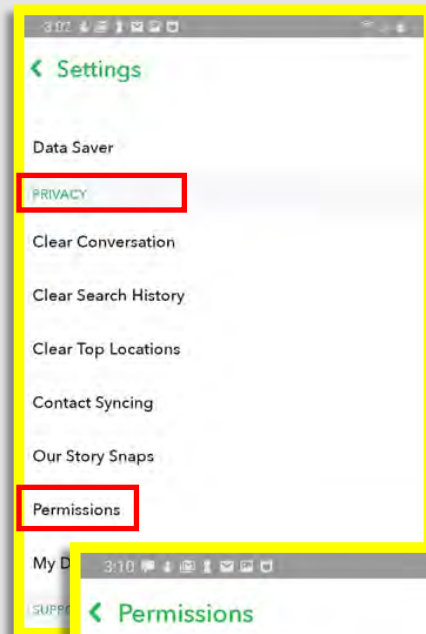 3:02
< Settings
Data Saver
PRIVACY
Clear Conversation
Clear Search History
Clear Top Locations
Contact Syncing
Our Story Snaps
Permissions
My D
SUPPO
3:10
< Permissions